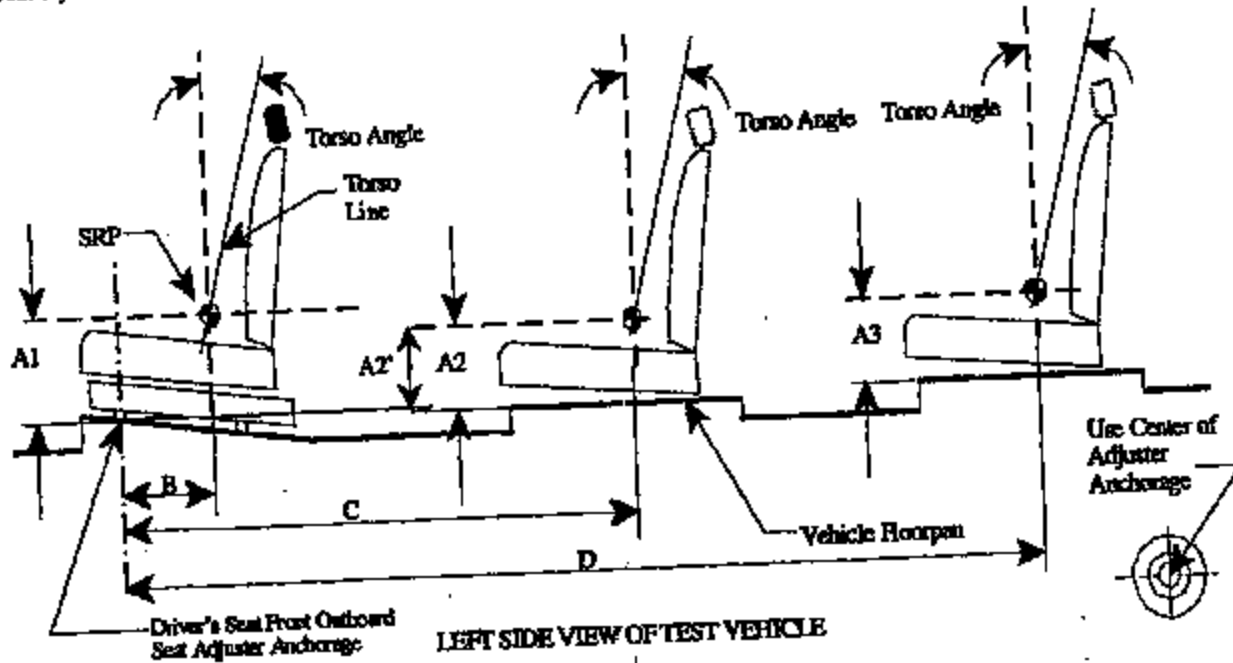 Torso Angle
Torso Angle
Torso Angle
Torso
Line
SRP
A1
A2'
A2
A3
Use Center of
Adjuster
Anchorage
B
C
Vehicle Floorpan
D
Driver's Seat Front Outboard
Seat Adjuster Anchorage
LEFT SIDE VIEW OF TEST VEHICLE